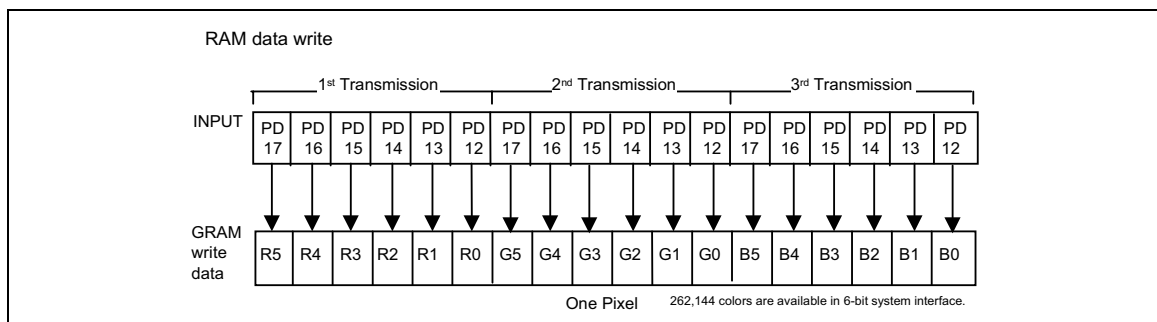 RAM data write
1st Transmission 2nd Transmission 3rd Transmission
INPUT PD 17 PD 16 PD 15 PD 14 PD 13 PD 12 PD 17 PD 16 PD 15 PD 14 PD 13 PD 12 PD 17 PD 16 PD 15 PD 14 PD 13 PD 12
GRAM write data R5 R4 R3 R2 R1 R0 G5 G4 G3 G2 G1 G0 B5 B4 B3 B2 B1 B0
One Pixel 262,144 colors are available in 6-bit system interface.